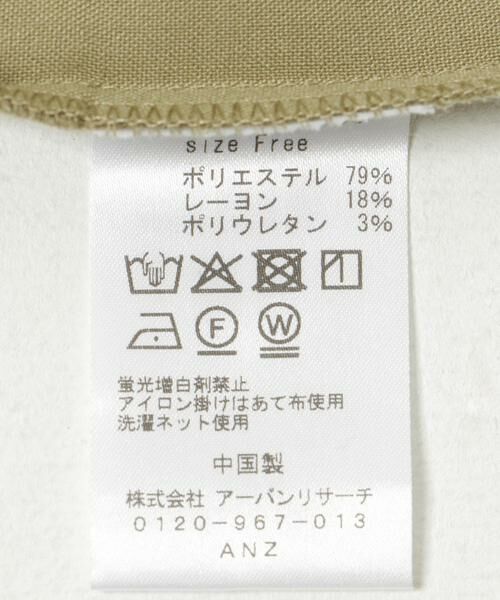 size Free
ポリエステル 79%
レーヨン 18%
ポリウレタン 3%
F W
蛍光増白剤禁止
アイロン掛けはあて布使用
洗濯ネット使用
中国製
株式会社 アーバンリサーチ
0120-967-013
ANZ